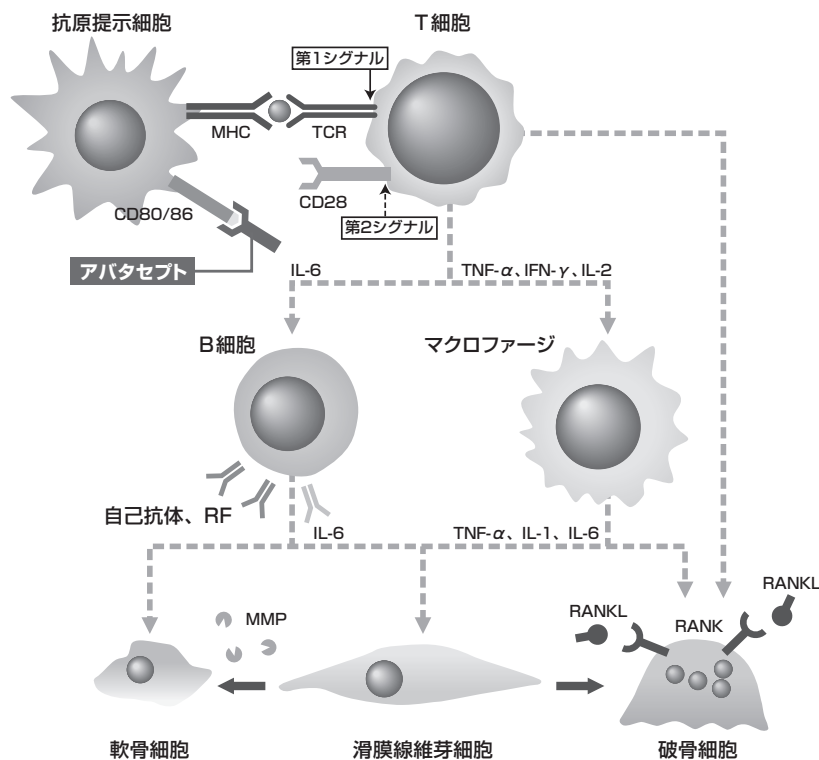 抗原提示細胞
T細胞
第1シグナル
MHC
TCR
CD80/86
CD28
第2シグナル
アバタセプト
IL-6
TNF-α、IFN-γ、IL-2
B細胞
マクロファージ
自己抗体、RF
IL-6
TNF-α、IL-1、IL-6
MMP
RANKL
RANK
RANKL
軟骨細胞
滑膜線維芽細胞
破骨細胞